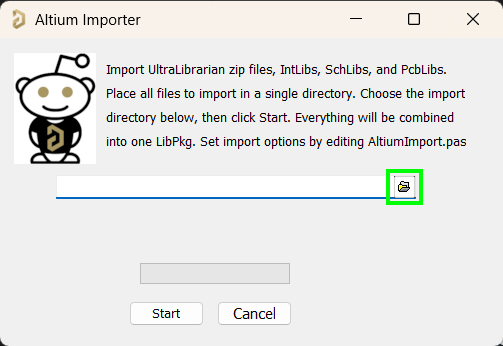 Altium Importer
Import UltraLibrarian zip files, IntLibs, SchLibs, and PcbLibs.
Place all files to import in a single directory. Choose the import
directory below, then click Start. Everything will be combined
into one LibPkg. Set import options by editing AltiumImport.pas
Start
Cancel